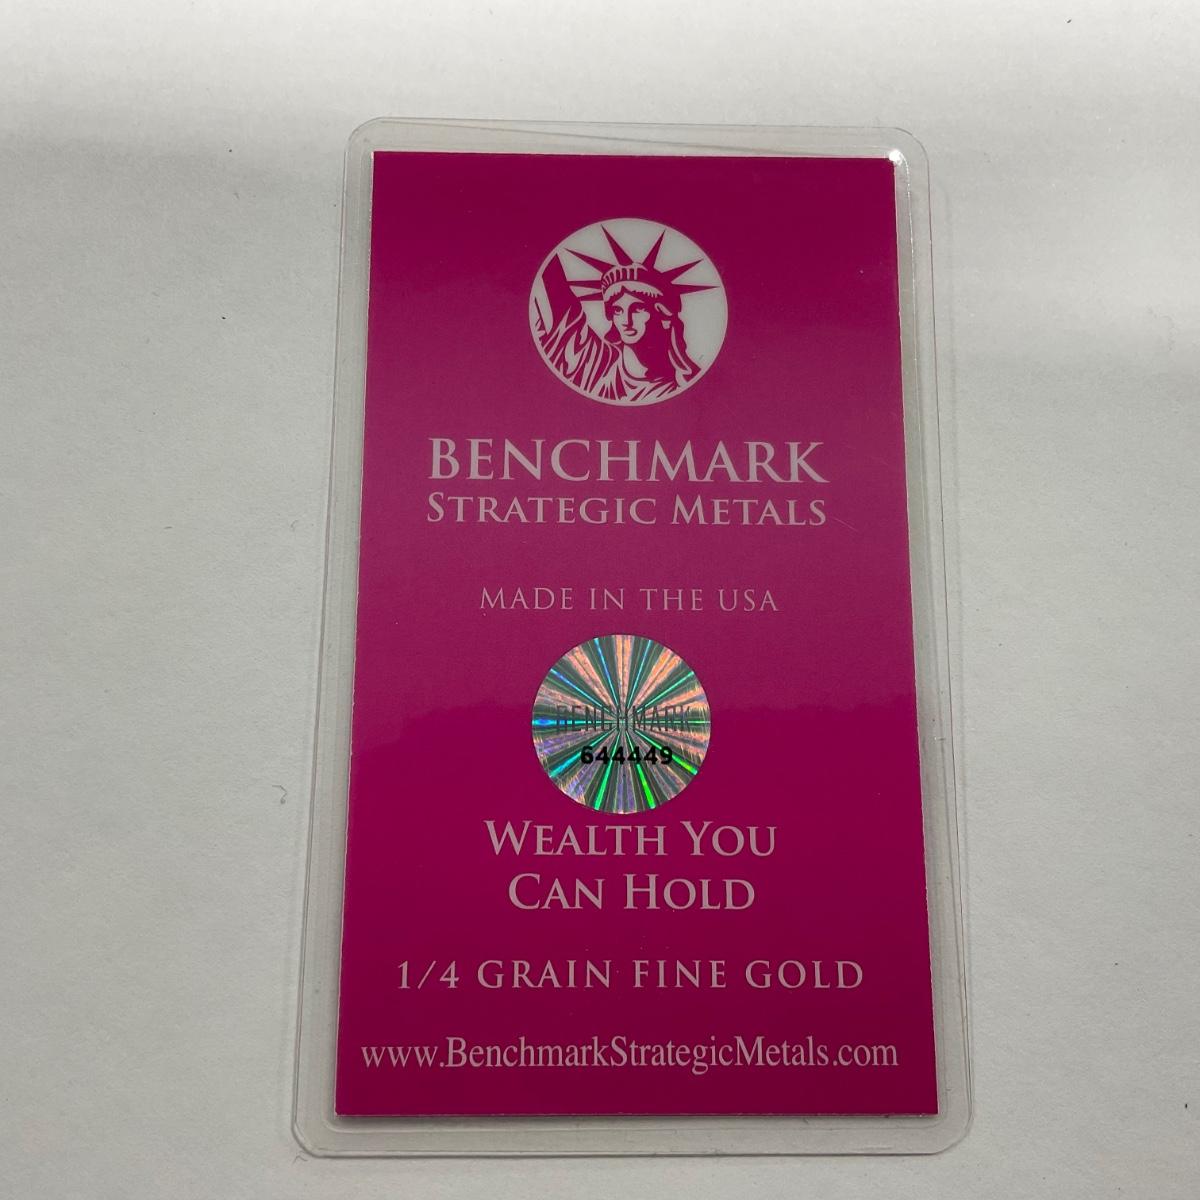 BENCHMARK
STRATEGIC METALS
MADE IN THE USA
BENCHMARK
644449
WEALTH YOU
CAN HOLD
1/4 GRAIN FINE GOLD
www.BenchmarkStrategicMetals.com